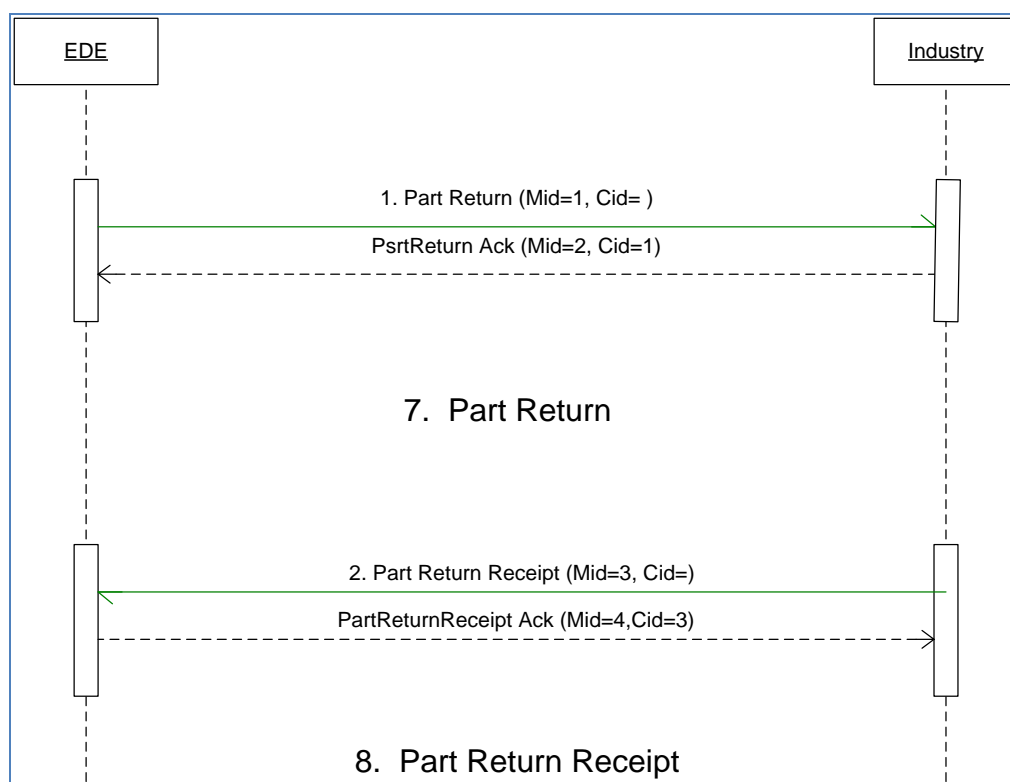 EDE
Industry
1. Part Return (Mid=1, Cid= )
PsrtReturn Ack (Mid=2, Cid=1)
7. Part Return
2. Part Return Receipt (Mid=3, Cid=)
PartReturnReceipt Ack (Mid=4,Cid=3)
8. Part Return Receipt